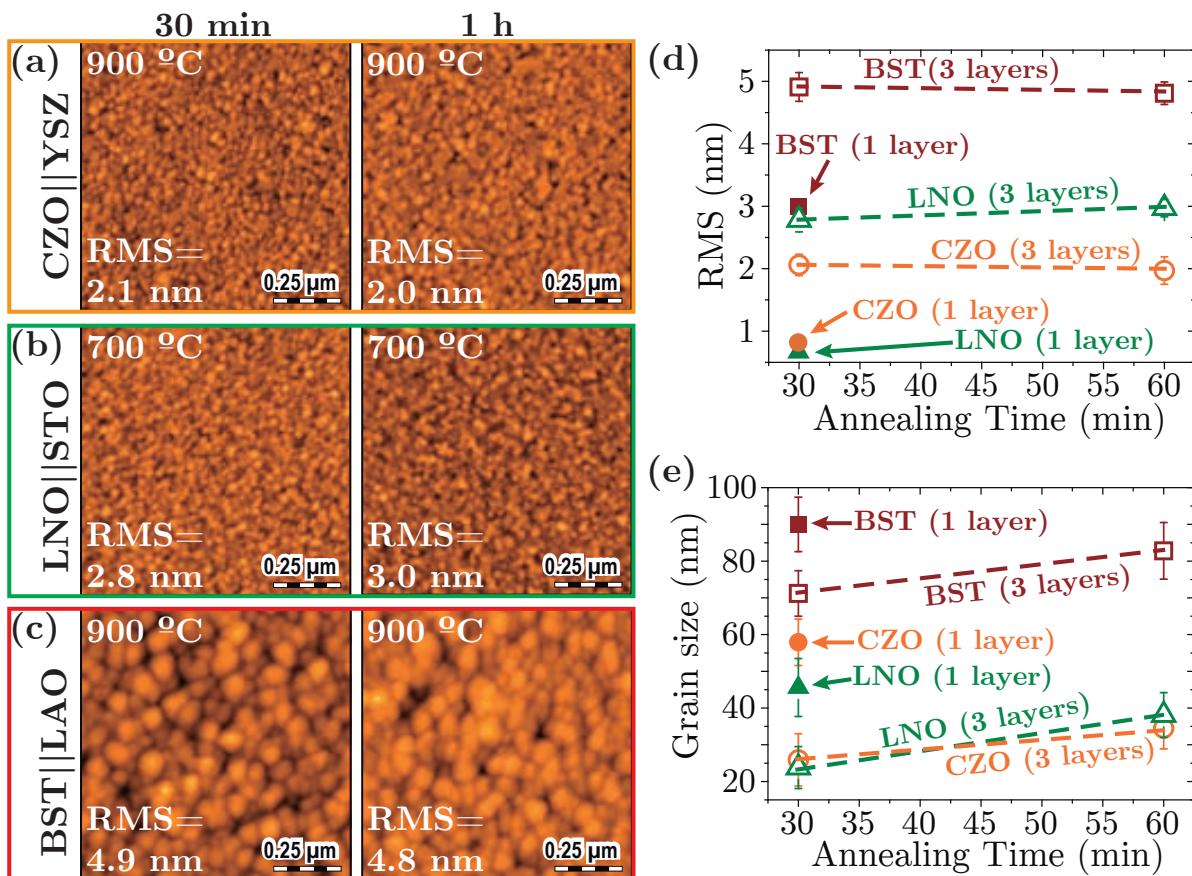 30 min
1 h
(a)
CZO||YSZ
900 ºC
RMS=
2.1 nm
0.25 µm
900 ºC
RMS=
2.0 nm
0.25 µm
(b)
LNO||STO
700 ºC
RMS=
2.8 nm
0.25 µm
700 ºC
RMS=
3.0 nm
0.25 µm
(c)
BST||LAO
900 ºC
RMS=
4.9 nm
0.25 µm
900 ºC
RMS=
4.8 nm
0.25 µm
(d)
RMS (nm)
5
4
3
2
1
BST(3 layers)
BST (1 layer)
LNO (3 layers)
CZO (3 layers)
CZO (1 layer)
LNO (1 layer)
30 35 40 45 50 55 60
Annealing Time (min)
(e)
Grain size (nm)
100
80
60
40
20
BST (1 layer)
BST (3 layers)
CZO (1 layer)
LNO (1 layer)
LNO (3 layers)
CZO (3 layers)
30 35 40 45 50 55 60
Annealing Time (min)